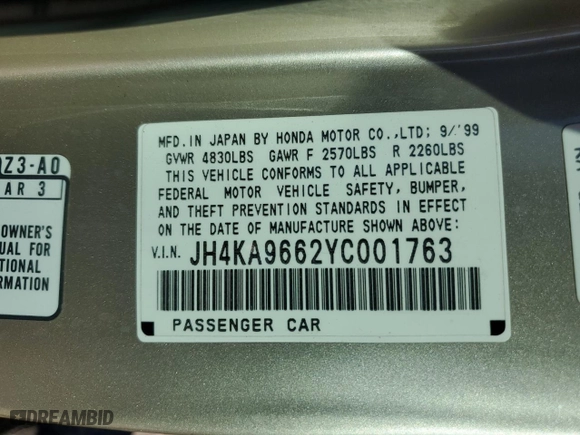 MFD. IN JAPAN BY HONDA MOTOR CO.,LTD; 9/'99
GVWR 4830LBS GAWR F 2570LBS R 2260LBS
THIS VEHICLE CONFORMS TO ALL APPLICABLE
FEDERAL MOTOR VEHICLE SAFETY, BUMPER,
AND THEFT PREVENTION STANDARDS IN EFFECT
ON THE DATE OF MANUFACTURE SHOWN ABOVE:
V.I.N. JH4KA9662YC001763
PASSENGER CAR
Z3-A0
AR 3
OWNER'S
UAL FOR
TIONAL
RMATION
DREAMBID